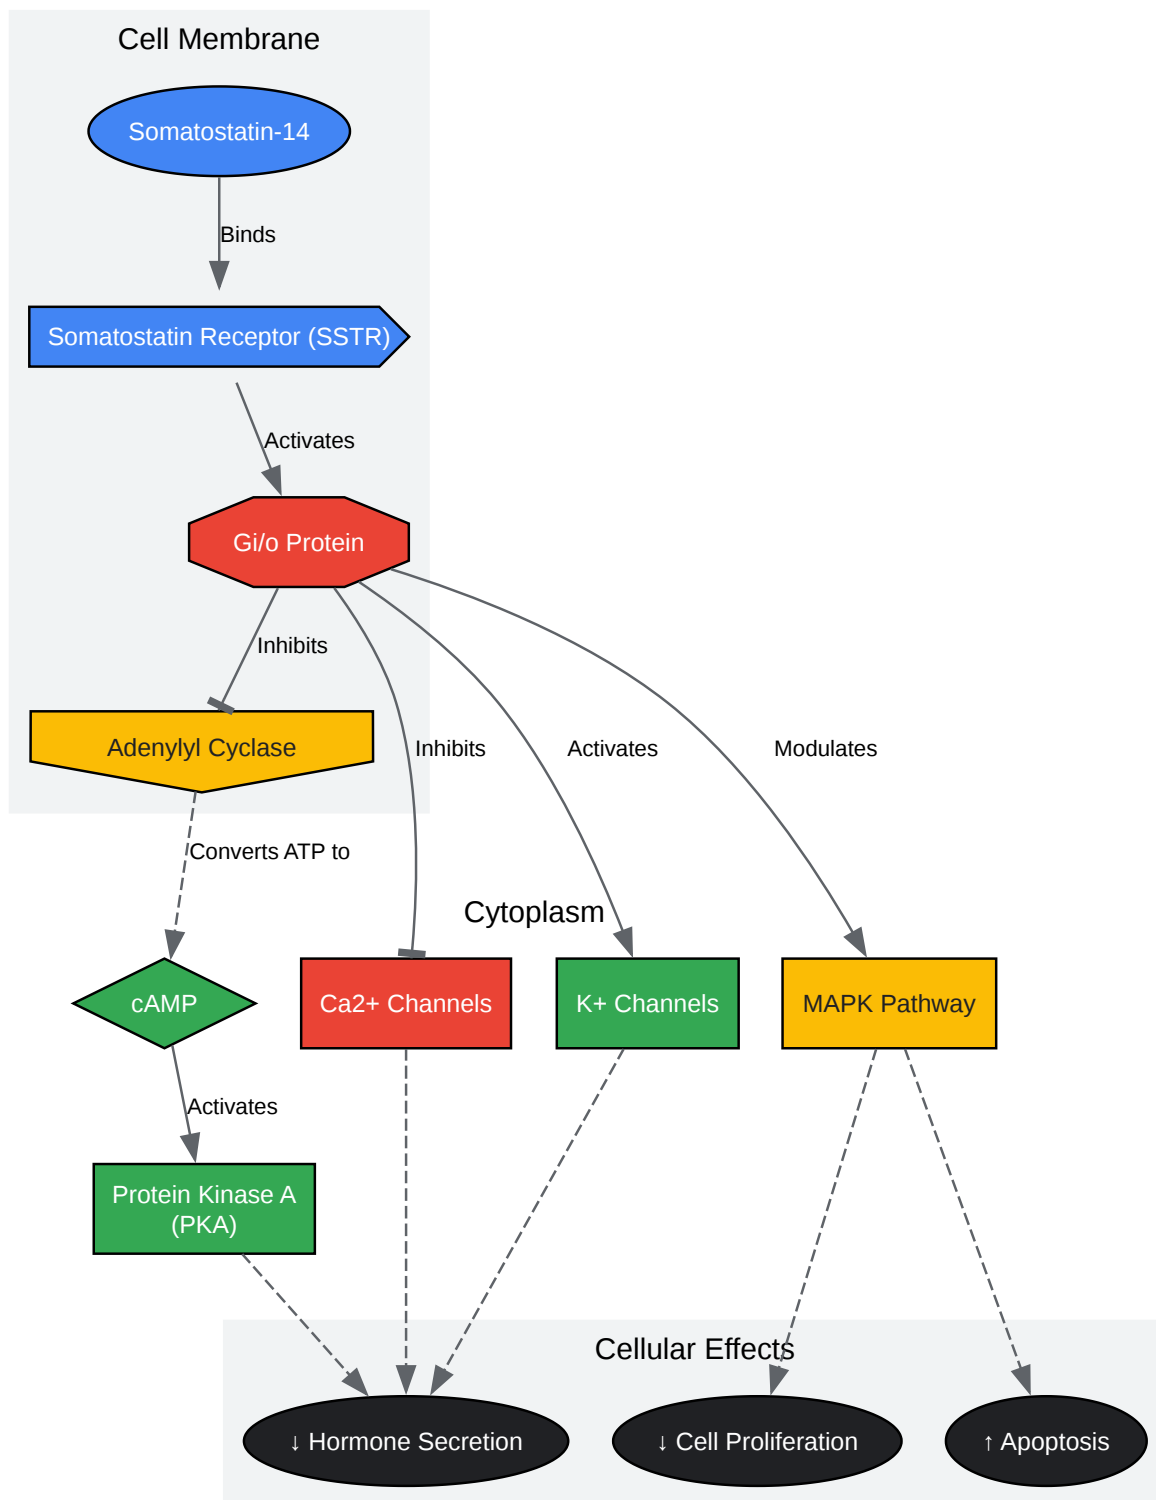 Cell Membrane
Somatostatin-14
Binds
Somatostatin Receptor (SSTR)
Activates
Gi/o Protein
Inhibits
Adenylyl Cyclase
Inhibits
Activates
Modulates
Converts ATP to
Cytoplasm
cAMP
Ca2+ Channels
K+ Channels
MAPK Pathway
Activates
Protein Kinase A
(PKA)
Cellular Effects
↓ Hormone Secretion
↓ Cell Proliferation
↑ Apoptosis